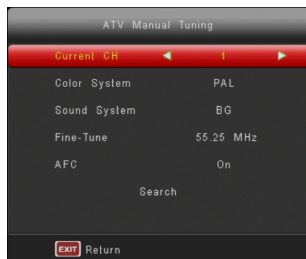 ATV Manual Tuning
Current CH 1
Color System PAL
Sound System BG
Fine-Tune 55.25 MHz
AFC On
Search
EXIT Return